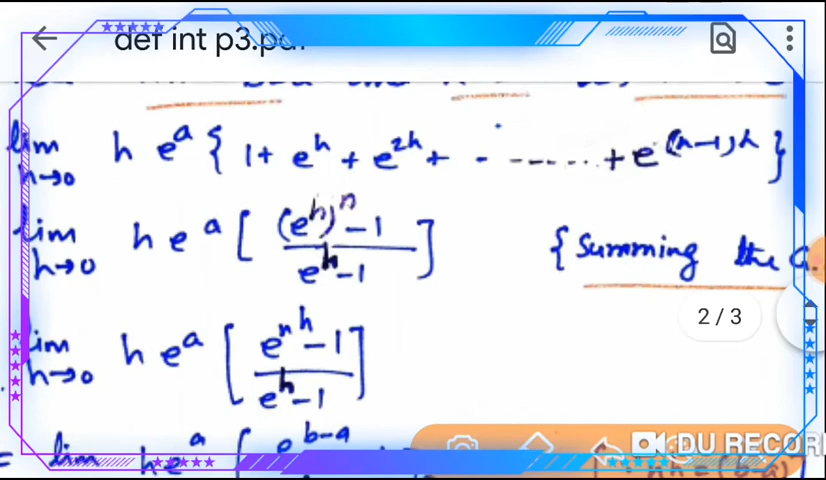 def int p3.pdf
lim h→0 h e^a { 1 + e^h + e^2h + - ------ + e^(n-1)h }
lim h→0 h e^a [ (e^h)^n - 1 / e^h - 1 ] { Summing the G.
2 / 3
lim h→0 h e^a [ e^nh - 1 / e^h - 1 ]
DU RECOR
= lim h e^a [ e^b-a